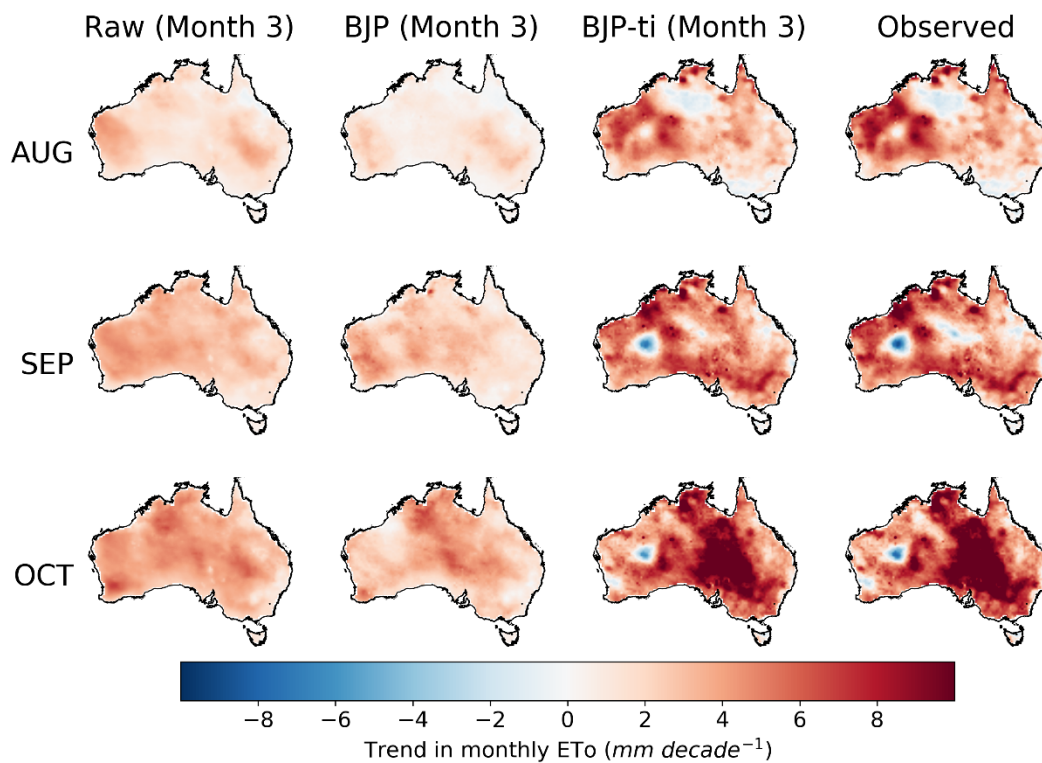 Raw (Month 3) BJP (Month 3) BJP-ti (Month 3) Observed
AUG
SEP
OCT
−8 −6 −4 −2 0 2 4 6 8
Trend in monthly ETo (mm decade⁻¹)